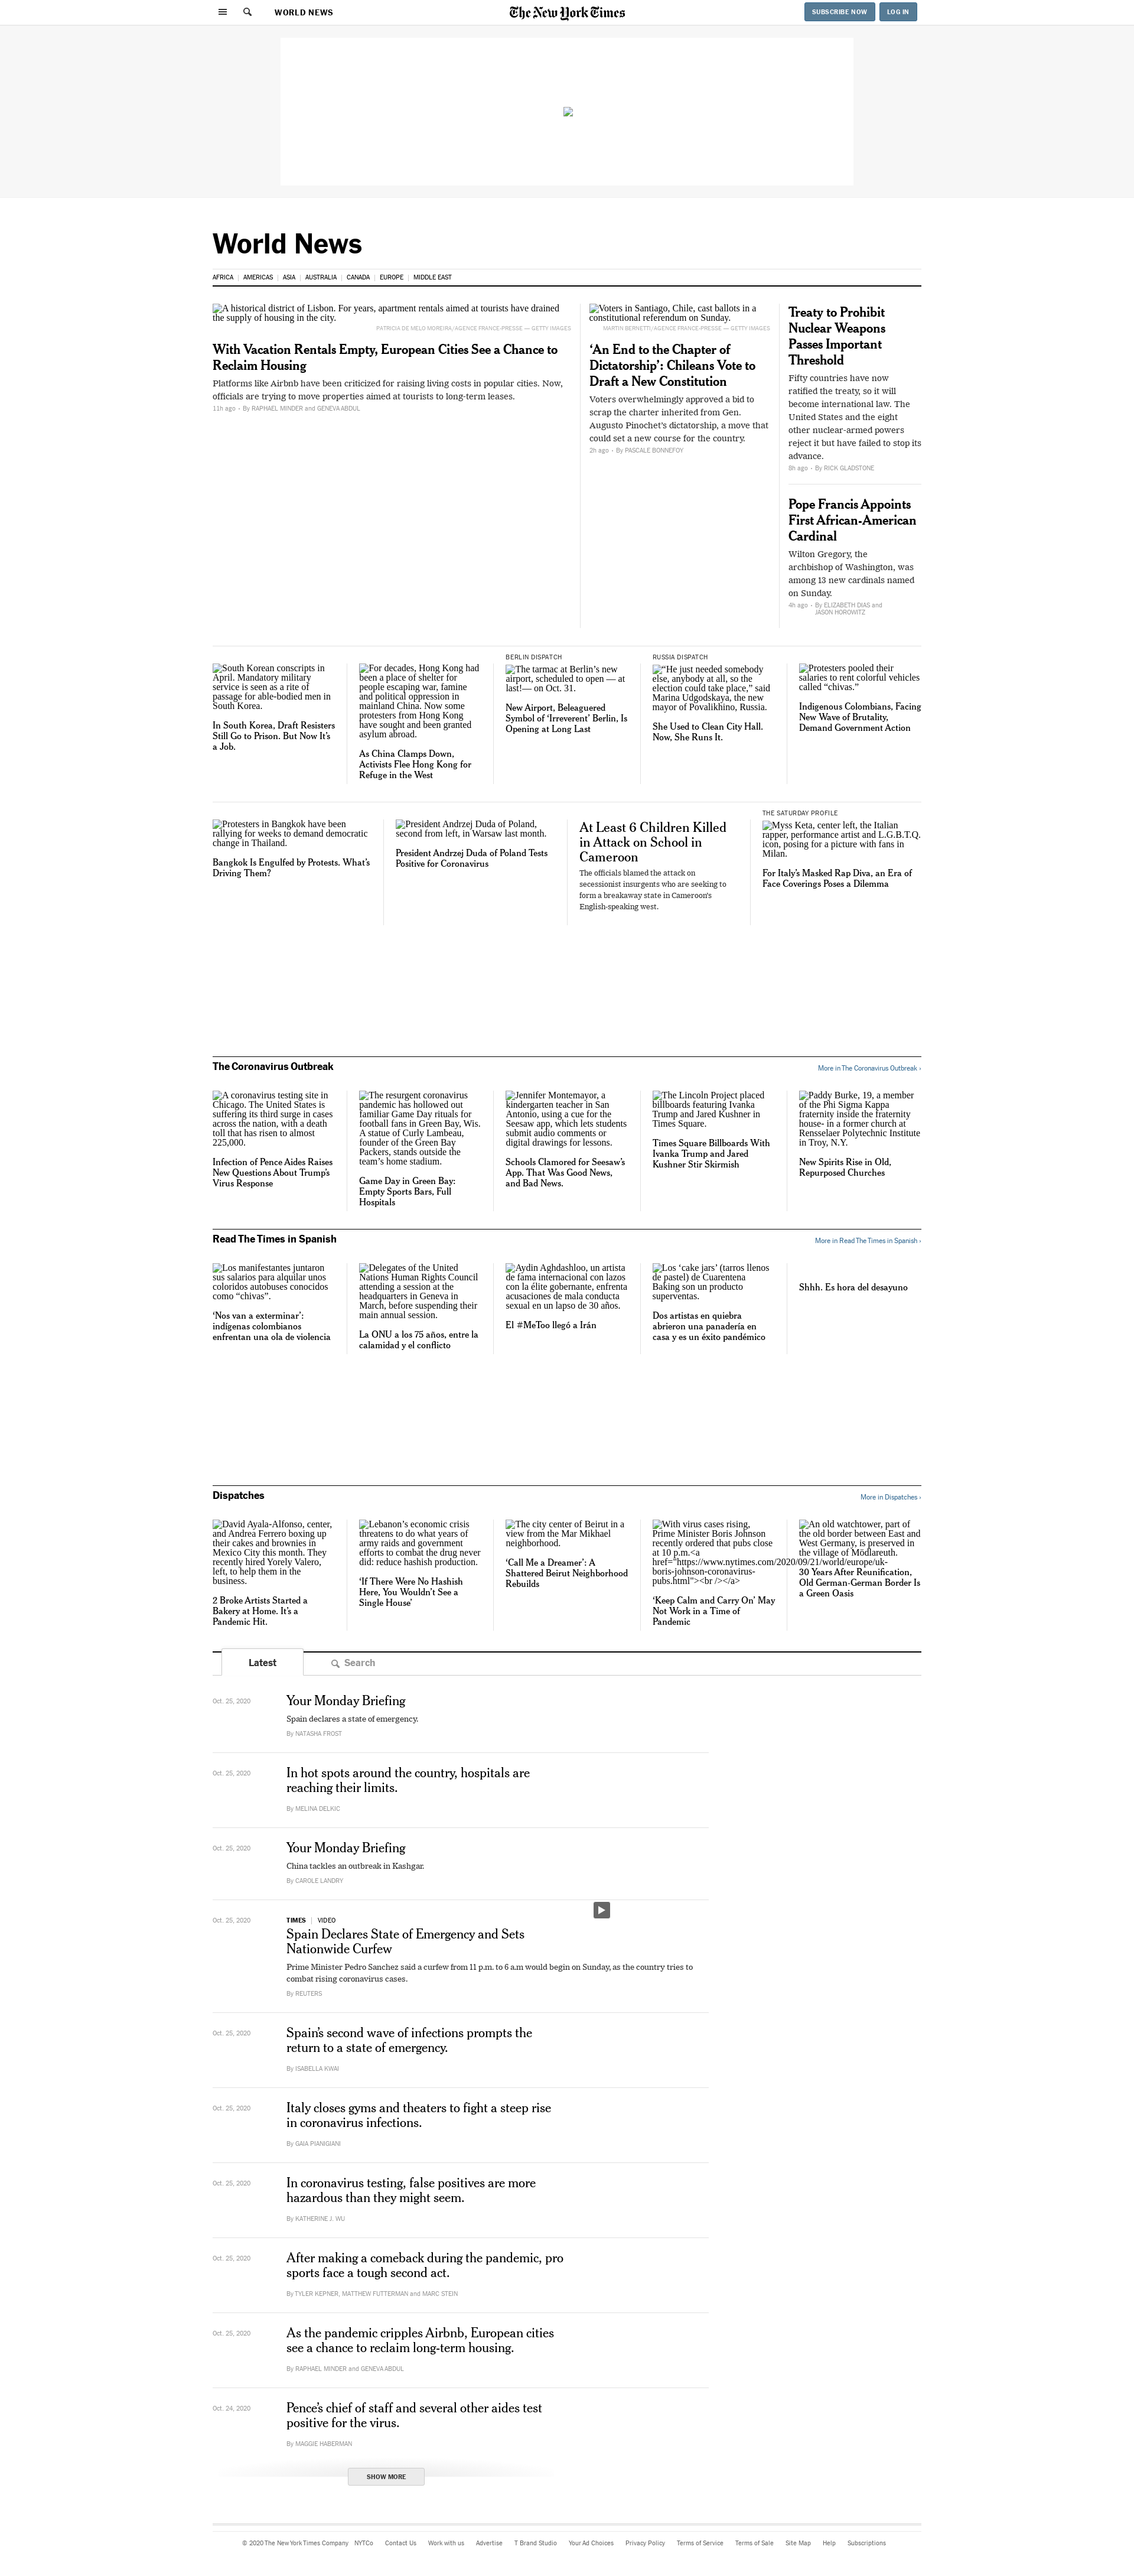 WORLD NEWS
The New York Times
SUBSCRIBE NOW
LOG IN
World News
AFRICA
AMERICAS
ASIA
AUSTRALIA
CANADA
EUROPE
MIDDLE EAST
A historical district of Lisbon. For years, apartment rentals aimed at tourists have drained
the supply of housing in the city.
PATRICIA DE MELO MOREIRA/AGENCE FRANCE-PRESSE — GETTY IMAGES
With Vacation Rentals Empty, European Cities See a Chance to
Reclaim Housing
Platforms like Airbnb have been criticized for raising living costs in popular cities. Now,
officials are trying to move properties aimed at tourists to long-term leases.
11h ago • By RAPHAEL MINDER and GENEVA ABDUL
Voters in Santiago, Chile, cast ballots in a
constitutional referendum on Sunday.
MARTIN BERNETTI/AGENCE FRANCE-PRESSE — GETTY IMAGES
‘An End to the Chapter of
Dictatorship’: Chileans Vote to
Draft a New Constitution
Voters overwhelmingly approved a bid to
scrap the charter inherited from Gen.
Augusto Pinochet’s dictatorship, a move that
could set a new course for the country.
2h ago • By PASCALE BONNEFOY
Treaty to Prohibit
Nuclear Weapons
Passes Important
Threshold
Fifty countries have now
ratified the treaty, so it will
become international law. The
United States and the eight
other nuclear-armed powers
reject it but have failed to stop its
advance.
8h ago • By RICK GLADSTONE
Pope Francis Appoints
First African-American
Cardinal
Wilton Gregory, the
archbishop of Washington, was
among 13 new cardinals named
on Sunday.
4h ago • By ELIZABETH DIAS and
JASON HOROWITZ
South Korean conscripts in
April. Mandatory military
service is seen as a rite of
passage for able-bodied men in
South Korea.
In South Korea, Draft Resisters
Still Go to Prison. But Now It’s
a Job.
For decades, Hong Kong had
been a place of shelter for
people escaping war, famine
and political oppression in
mainland China. Now some
protesters from Hong Kong
have sought and been granted
asylum abroad.
As China Clamps Down,
Activists Flee Hong Kong for
Refuge in the West
BERLIN DISPATCH
The tarmac at Berlin’s new
airport, scheduled to open — at
last!— on Oct. 31.
New Airport, Beleaguered
Symbol of ‘Irreverent’ Berlin, Is
Opening at Long Last
RUSSIA DISPATCH
“He just needed somebody
else, anybody at all, so the
election could take place,” said
Marina Udgodskaya, the new
mayor of Povalikhino, Russia.
She Used to Clean City Hall.
Now, She Runs It.
Protesters pooled their
salaries to rent colorful vehicles
called “chivas.”
Indigenous Colombians, Facing
New Wave of Brutality,
Demand Government Action
Protesters in Bangkok have been
rallying for weeks to demand democratic
change in Thailand.
Bangkok Is Engulfed by Protests. What’s
Driving Them?
President Andrzej Duda of Poland,
second from left, in Warsaw last month.
President Andrzej Duda of Poland Tests
Positive for Coronavirus
At Least 6 Children Killed
in Attack on School in
Cameroon
The officials blamed the attack on
secessionist insurgents who are seeking to
form a breakaway state in Cameroon’s
English-speaking west.
THE SATURDAY PROFILE
Myss Keta, center left, the Italian
rapper, performance artist and L.G.B.T.Q.
icon, posing for a picture with fans in
Milan.
For Italy’s Masked Rap Diva, an Era of
Face Coverings Poses a Dilemma
The Coronavirus Outbreak
More in The Coronavirus Outbreak ›
A coronavirus testing site in
Chicago. The United States is
suffering its third surge in cases
across the nation, with a death
toll that has risen to almost
225,000.
Infection of Pence Aides Raises
New Questions About Trump’s
Virus Response
The resurgent coronavirus
pandemic has hollowed out
familiar Game Day rituals for
football fans in Green Bay, Wis.
A statue of Curly Lambeau,
founder of the Green Bay
Packers, stands outside the
team’s home stadium.
Game Day in Green Bay:
Empty Sports Bars, Full
Hospitals
Jennifer Montemayor, a
kindergarten teacher in San
Antonio, using a cue for the
Seesaw app, which lets students
submit audio comments or
digital drawings for lessons.
Schools Clamored for Seesaw’s
App. That Was Good News,
and Bad News.
The Lincoln Project placed
billboards featuring Ivanka
Trump and Jared Kushner in
Times Square.
Times Square Billboards With
Ivanka Trump and Jared
Kushner Stir Skirmish
Paddy Burke, 19, a member
of the Phi Sigma Kappa
fraternity inside the fraternity
house- in a former church at
Rensselaer Polytechnic Institute
in Troy, N.Y.
New Spirits Rise in Old,
Repurposed Churches
Read The Times in Spanish
More in Read The Times in Spanish ›
Los manifestantes juntaron
sus salarios para alquilar unos
coloridos autobuses conocidos
como “chivas”.
‘Nos van a exterminar’:
indígenas colombianos
enfrentan una ola de violencia
Delegates of the United
Nations Human Rights Council
attending a session at the
headquarters in Geneva in
March, before suspending their
main annual session.
La ONU a los 75 años, entre la
calamidad y el conflicto
Aydin Aghdashloo, un artista
de fama internacional con lazos
con la élite gobernante, enfrenta
acusaciones de mala conducta
sexual en un lapso de 30 años.
El #MeToo llegó a Irán
Los ‘cake jars’ (tarros llenos
de pastel) de Cuarentena
Baking son un producto
superventas.
Dos artistas en quiebra
abrieron una panadería en
casa y es un éxito pandémico
Shhh. Es hora del desayuno
Dispatches
More in Dispatches ›
David Ayala-Alfonso, center,
and Andrea Ferrero boxing up
their cakes and brownies in
Mexico City this month. They
recently hired Yorely Valero,
left, to help them in the
business.
2 Broke Artists Started a
Bakery at Home. It’s a
Pandemic Hit.
Lebanon’s economic crisis
threatens to do what years of
army raids and government
efforts to combat the drug never
did: reduce hashish production.
‘If There Were No Hashish
Here, You Wouldn’t See a
Single House’
The city center of Beirut in a
view from the Mar Mikhael
neighborhood.
‘Call Me a Dreamer’: A
Shattered Beirut Neighborhood
Rebuilds
With virus cases rising,
Prime Minister Boris Johnson
recently ordered that pubs close
at 10 p.m.<a
href="https://www.nytimes.com/2020/09/21/world/europe/uk-
boris-johnson-coronavirus-
pubs.html"><br /></a>
‘Keep Calm and Carry On’ May
Not Work in a Time of
Pandemic
An old watchtower, part of
the old border between East and
West Germany, is preserved in
the village of Mödlareuth.
30 Years After Reunification,
Old German-German Border Is
a Green Oasis
Latest
Search
Oct. 25, 2020
Your Monday Briefing
Spain declares a state of emergency.
By NATASHA FROST
Oct. 25, 2020
In hot spots around the country, hospitals are
reaching their limits.
By MELINA DELKIC
Oct. 25, 2020
Your Monday Briefing
China tackles an outbreak in Kashgar.
By CAROLE LANDRY
Oct. 25, 2020
TIMES | VIDEO
Spain Declares State of Emergency and Sets
Nationwide Curfew
Prime Minister Pedro Sanchez said a curfew from 11 p.m. to 6 a.m would begin on Sunday, as the country tries to
combat rising coronavirus cases.
By REUTERS
Oct. 25, 2020
Spain’s second wave of infections prompts the
return to a state of emergency.
By ISABELLA KWAI
Oct. 25, 2020
Italy closes gyms and theaters to fight a steep rise
in coronavirus infections.
By GAIA PIANIGIANI
Oct. 25, 2020
In coronavirus testing, false positives are more
hazardous than they might seem.
By KATHERINE J. WU
Oct. 25, 2020
After making a comeback during the pandemic, pro
sports face a tough second act.
By TYLER KEPNER, MATTHEW FUTTERMAN and MARC STEIN
Oct. 25, 2020
As the pandemic cripples Airbnb, European cities
see a chance to reclaim long-term housing.
By RAPHAEL MINDER and GENEVA ABDUL
Oct. 24, 2020
Pence’s chief of staff and several other aides test
positive for the virus.
By MAGGIE HABERMAN
SHOW MORE
© 2020 The New York Times Company
NYTCo
Contact Us
Work with us
Advertise
T Brand Studio
Your Ad Choices
Privacy Policy
Terms of Service
Terms of Sale
Site Map
Help
Subscriptions